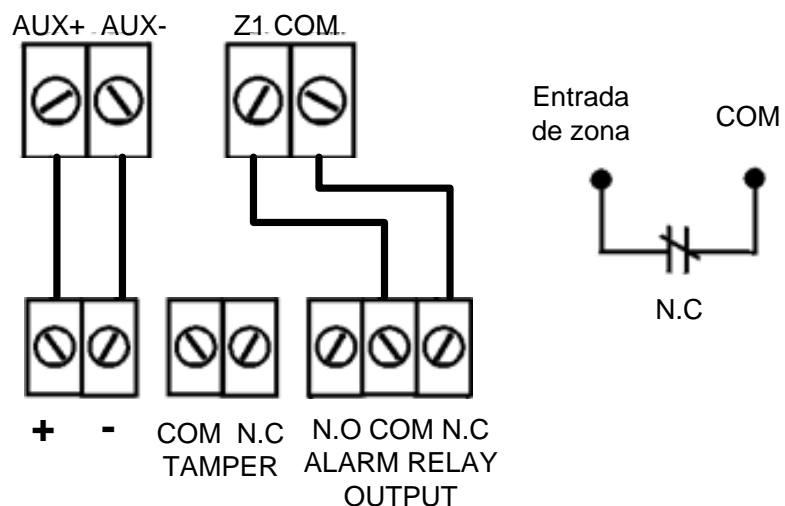 AUX+ AUX-
Z1 COM
Entrada
de zona
COM
N.C
+ -
COM N.C
TAMPER
N.O COM N.C
ALARM RELAY
OUTPUT